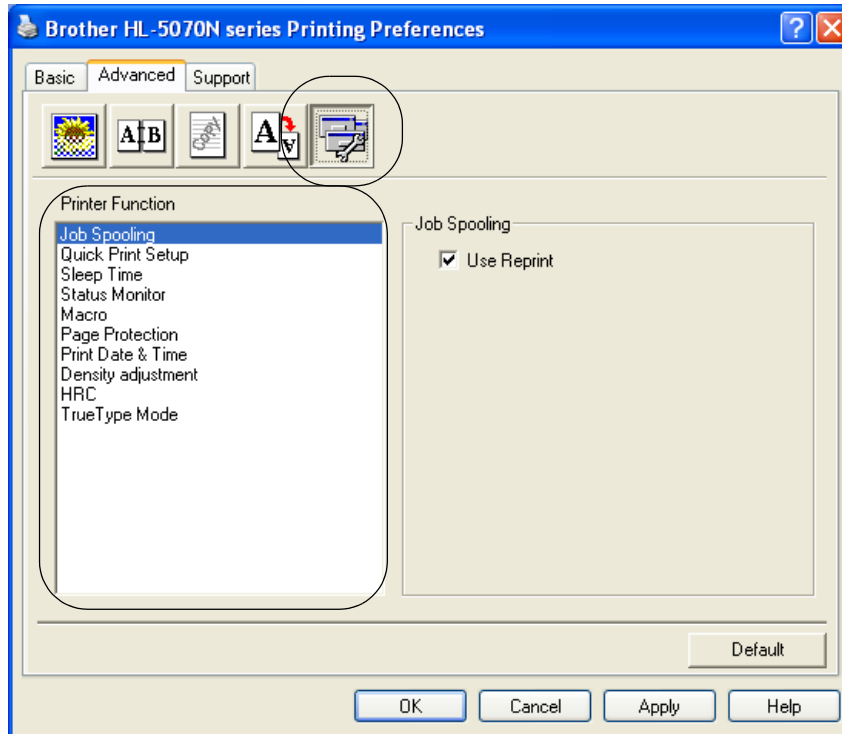 Brother HL-5070N series Printing Preferences
?
X
Basic
Advanced
Support
A B
COPY
A A
Printer Function
Job Spooling
Quick Print Setup
Sleep Time
Status Monitor
Macro
Page Protection
Print Date & Time
Density adjustment
HRC
TrueType Mode
Job Spooling
Use Reprint
Default
OK
Cancel
Apply
Help